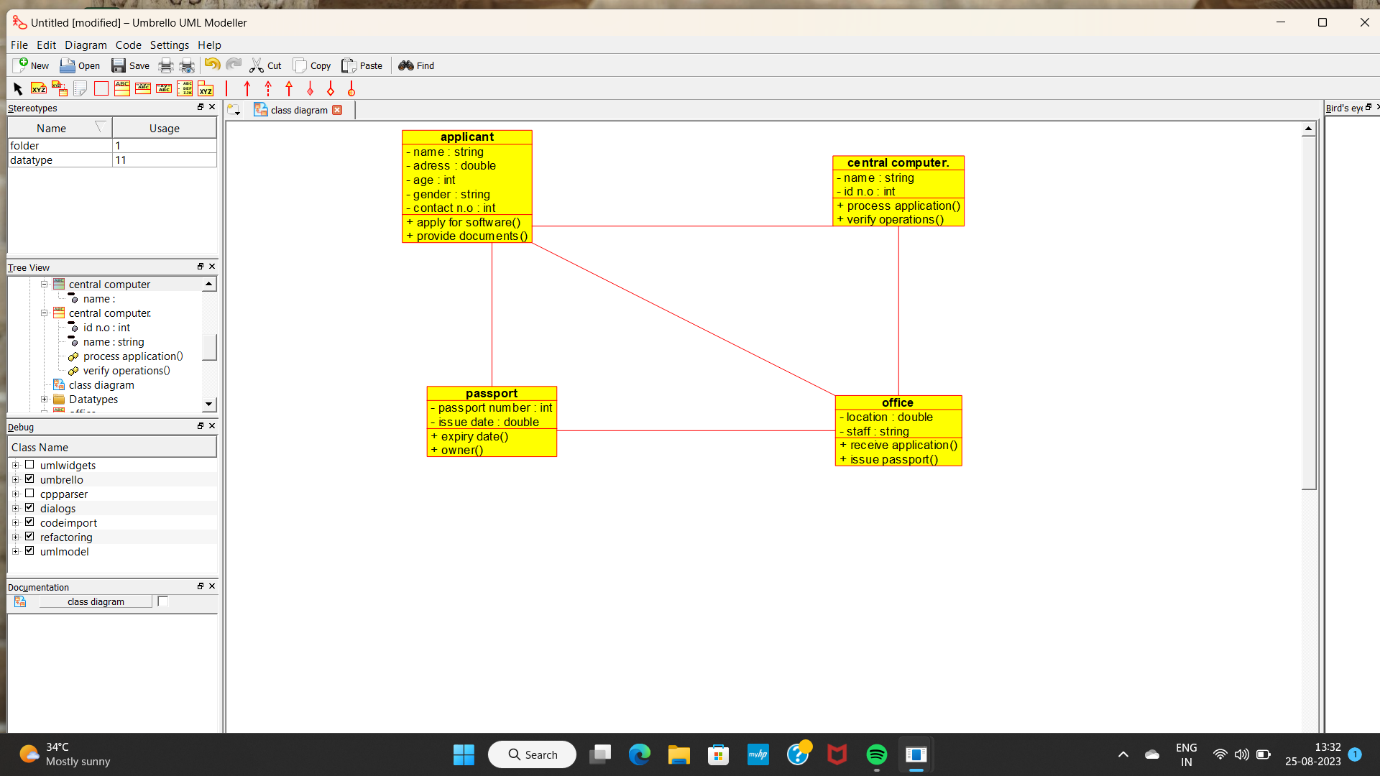 Untitled [modified] – Umbrello UML Modeller
File Edit Diagram Code Settings Help
New Open Save Cut Copy Paste Find
Stereotypes
Name Usage
folder 1
datatype 11
Tree View
central computer
name :
central computer.
id n.o : int
name : string
process application()
verify operations()
class diagram
Datatypes
Debug
Class Name
umlwidgets
umbrello
cppparser
dialogs
codeimport
refactoring
umlmodel
Documentation
class diagram
class diagram
applicant
- name : string
- adress : double
- age : int
- gender : string
- contact n.o : int
+ apply for software()
+ provide documents()
central computer.
- name : string
- id n.o : int
+ process application()
+ verify operations()
passport
- passport number : int
- issue date : double
+ expiry date()
+ owner()
office
- location : double
- staff : string
+ receive application()
+ issue passport()
Bird's eye
34°C
Mostly sunny
Search
ENG
IN
13:32
25-08-2023
1